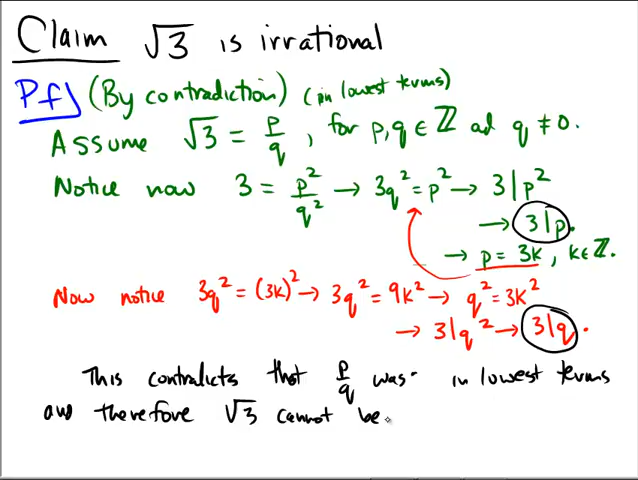 Claim √3 is irrational
Pf) (By contradiction) (in lowest terms)
Assume √3 = p/q, for p,q ∈ ℤ ad q ≠ 0.
Notice now 3 = p²/q² → 3q² = p² → 3|p²
→ 3|p.
→ p = 3k, k∈ℤ.
Now notice 3q² = (3k)² → 3q² = 9k² → q² = 3k²
→ 3|q² → 3|q.
This contradicts that p/q was in lowest terms
and therefore √3 cannot be